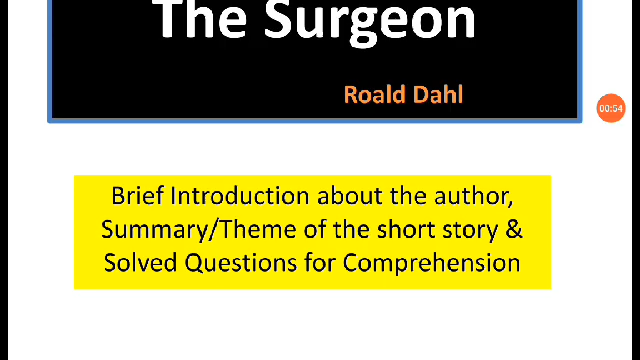 The Surgeon
Roald Dahl
00:54
Brief Introduction about the author,
Summary/Theme of the short story &
Solved Questions for Comprehension